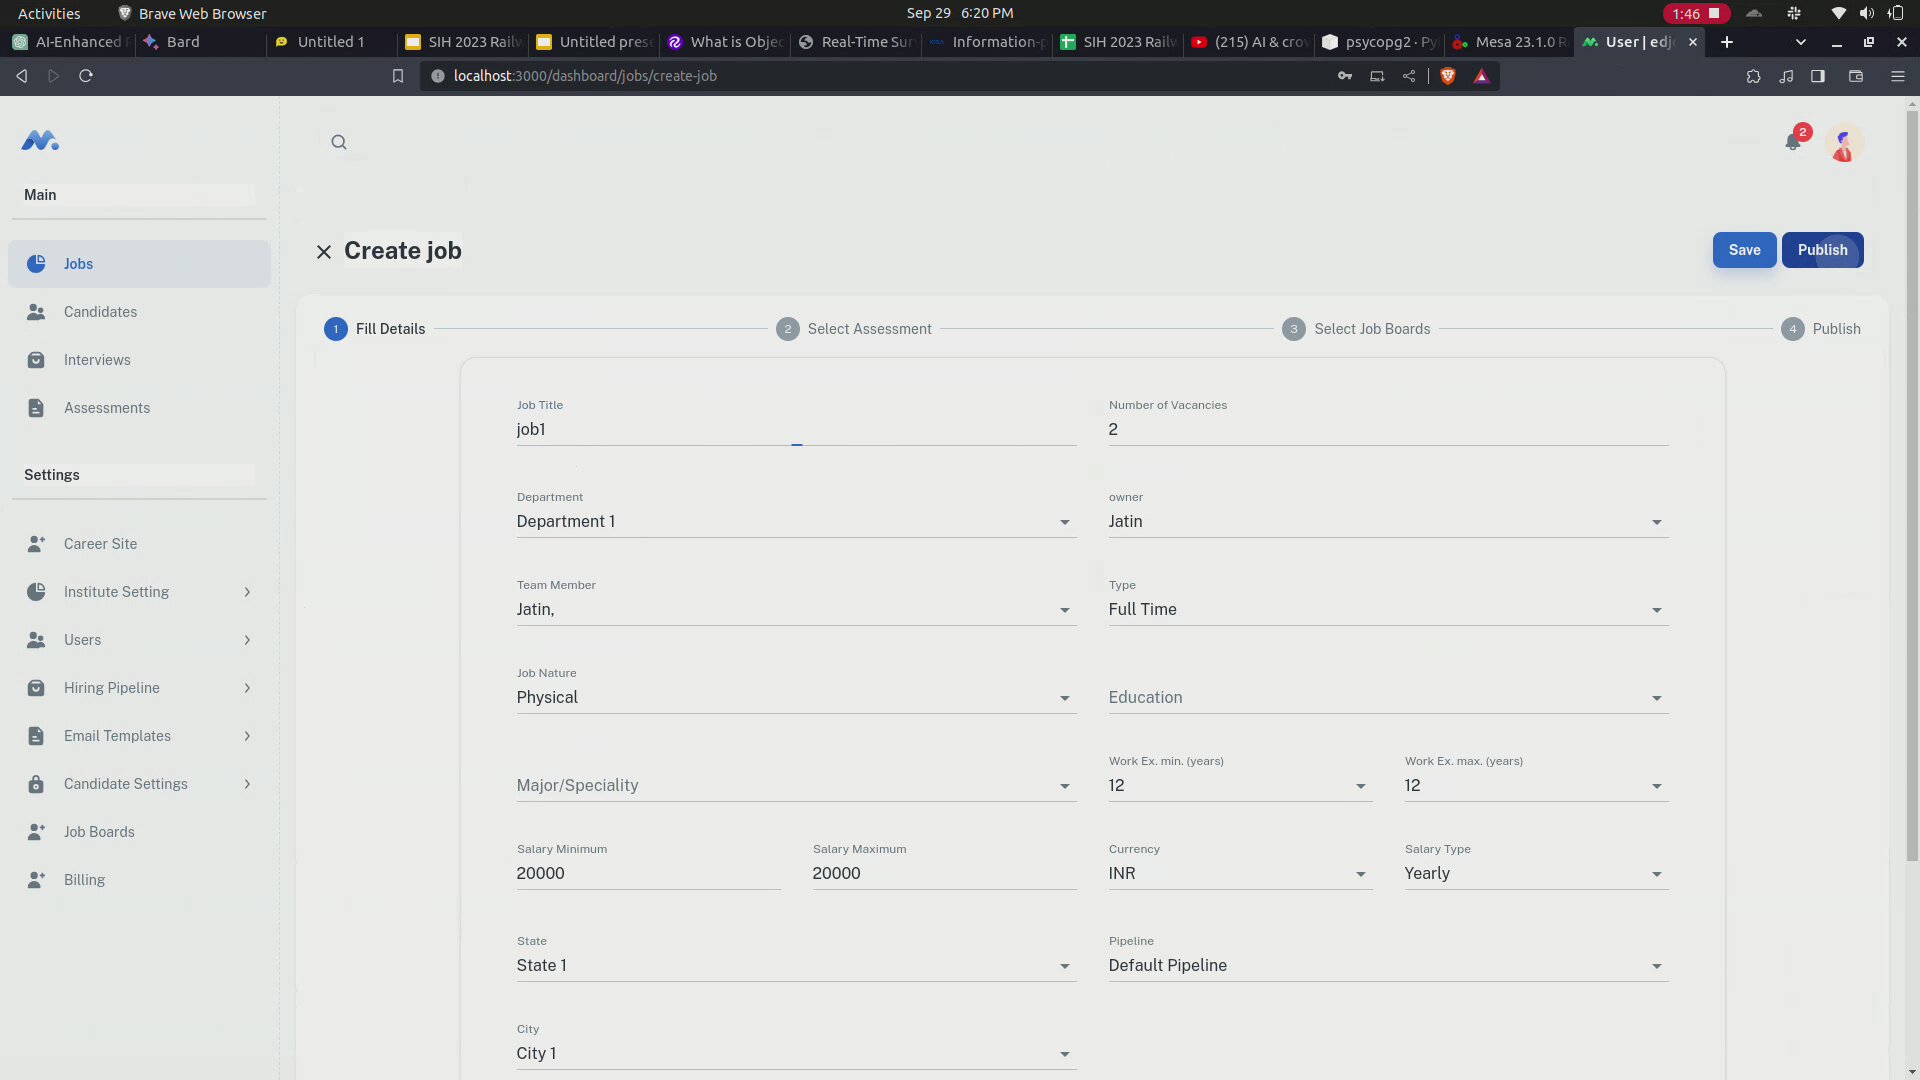 Activities Brave Web Browser Sep 29 6:20 PM 1:46
AI-Enhanced Bard Untitled 1 SIH 2023 Railw Untitled prese What is Objec Real-Time Sur Information-p SIH 2023 Railw (215) AI & crow psycopg2 · Py Mesa 23.1.0 R User | edj
localhost:3000/dashboard/jobs/create-job
2
Main
Create job
Save Publish
Jobs
Candidates
Interviews
Assessments
Settings
Career Site
Institute Setting
Users
Hiring Pipeline
Email Templates
Candidate Settings
Job Boards
Billing
1 Fill Details 2 Select Assessment 3 Select Job Boards 4 Publish
Job Title Number of Vacancies
job1 2
Department owner
Department 1 Jatin
Team Member Type
Jatin, Full Time
Job Nature
Physical Education
Work Ex. min. (years) Work Ex. max. (years)
Major/Speciality 12 12
Salary Minimum Salary Maximum Currency Salary Type
20000 20000 INR Yearly
State Pipeline
State 1 Default Pipeline
City
City 1